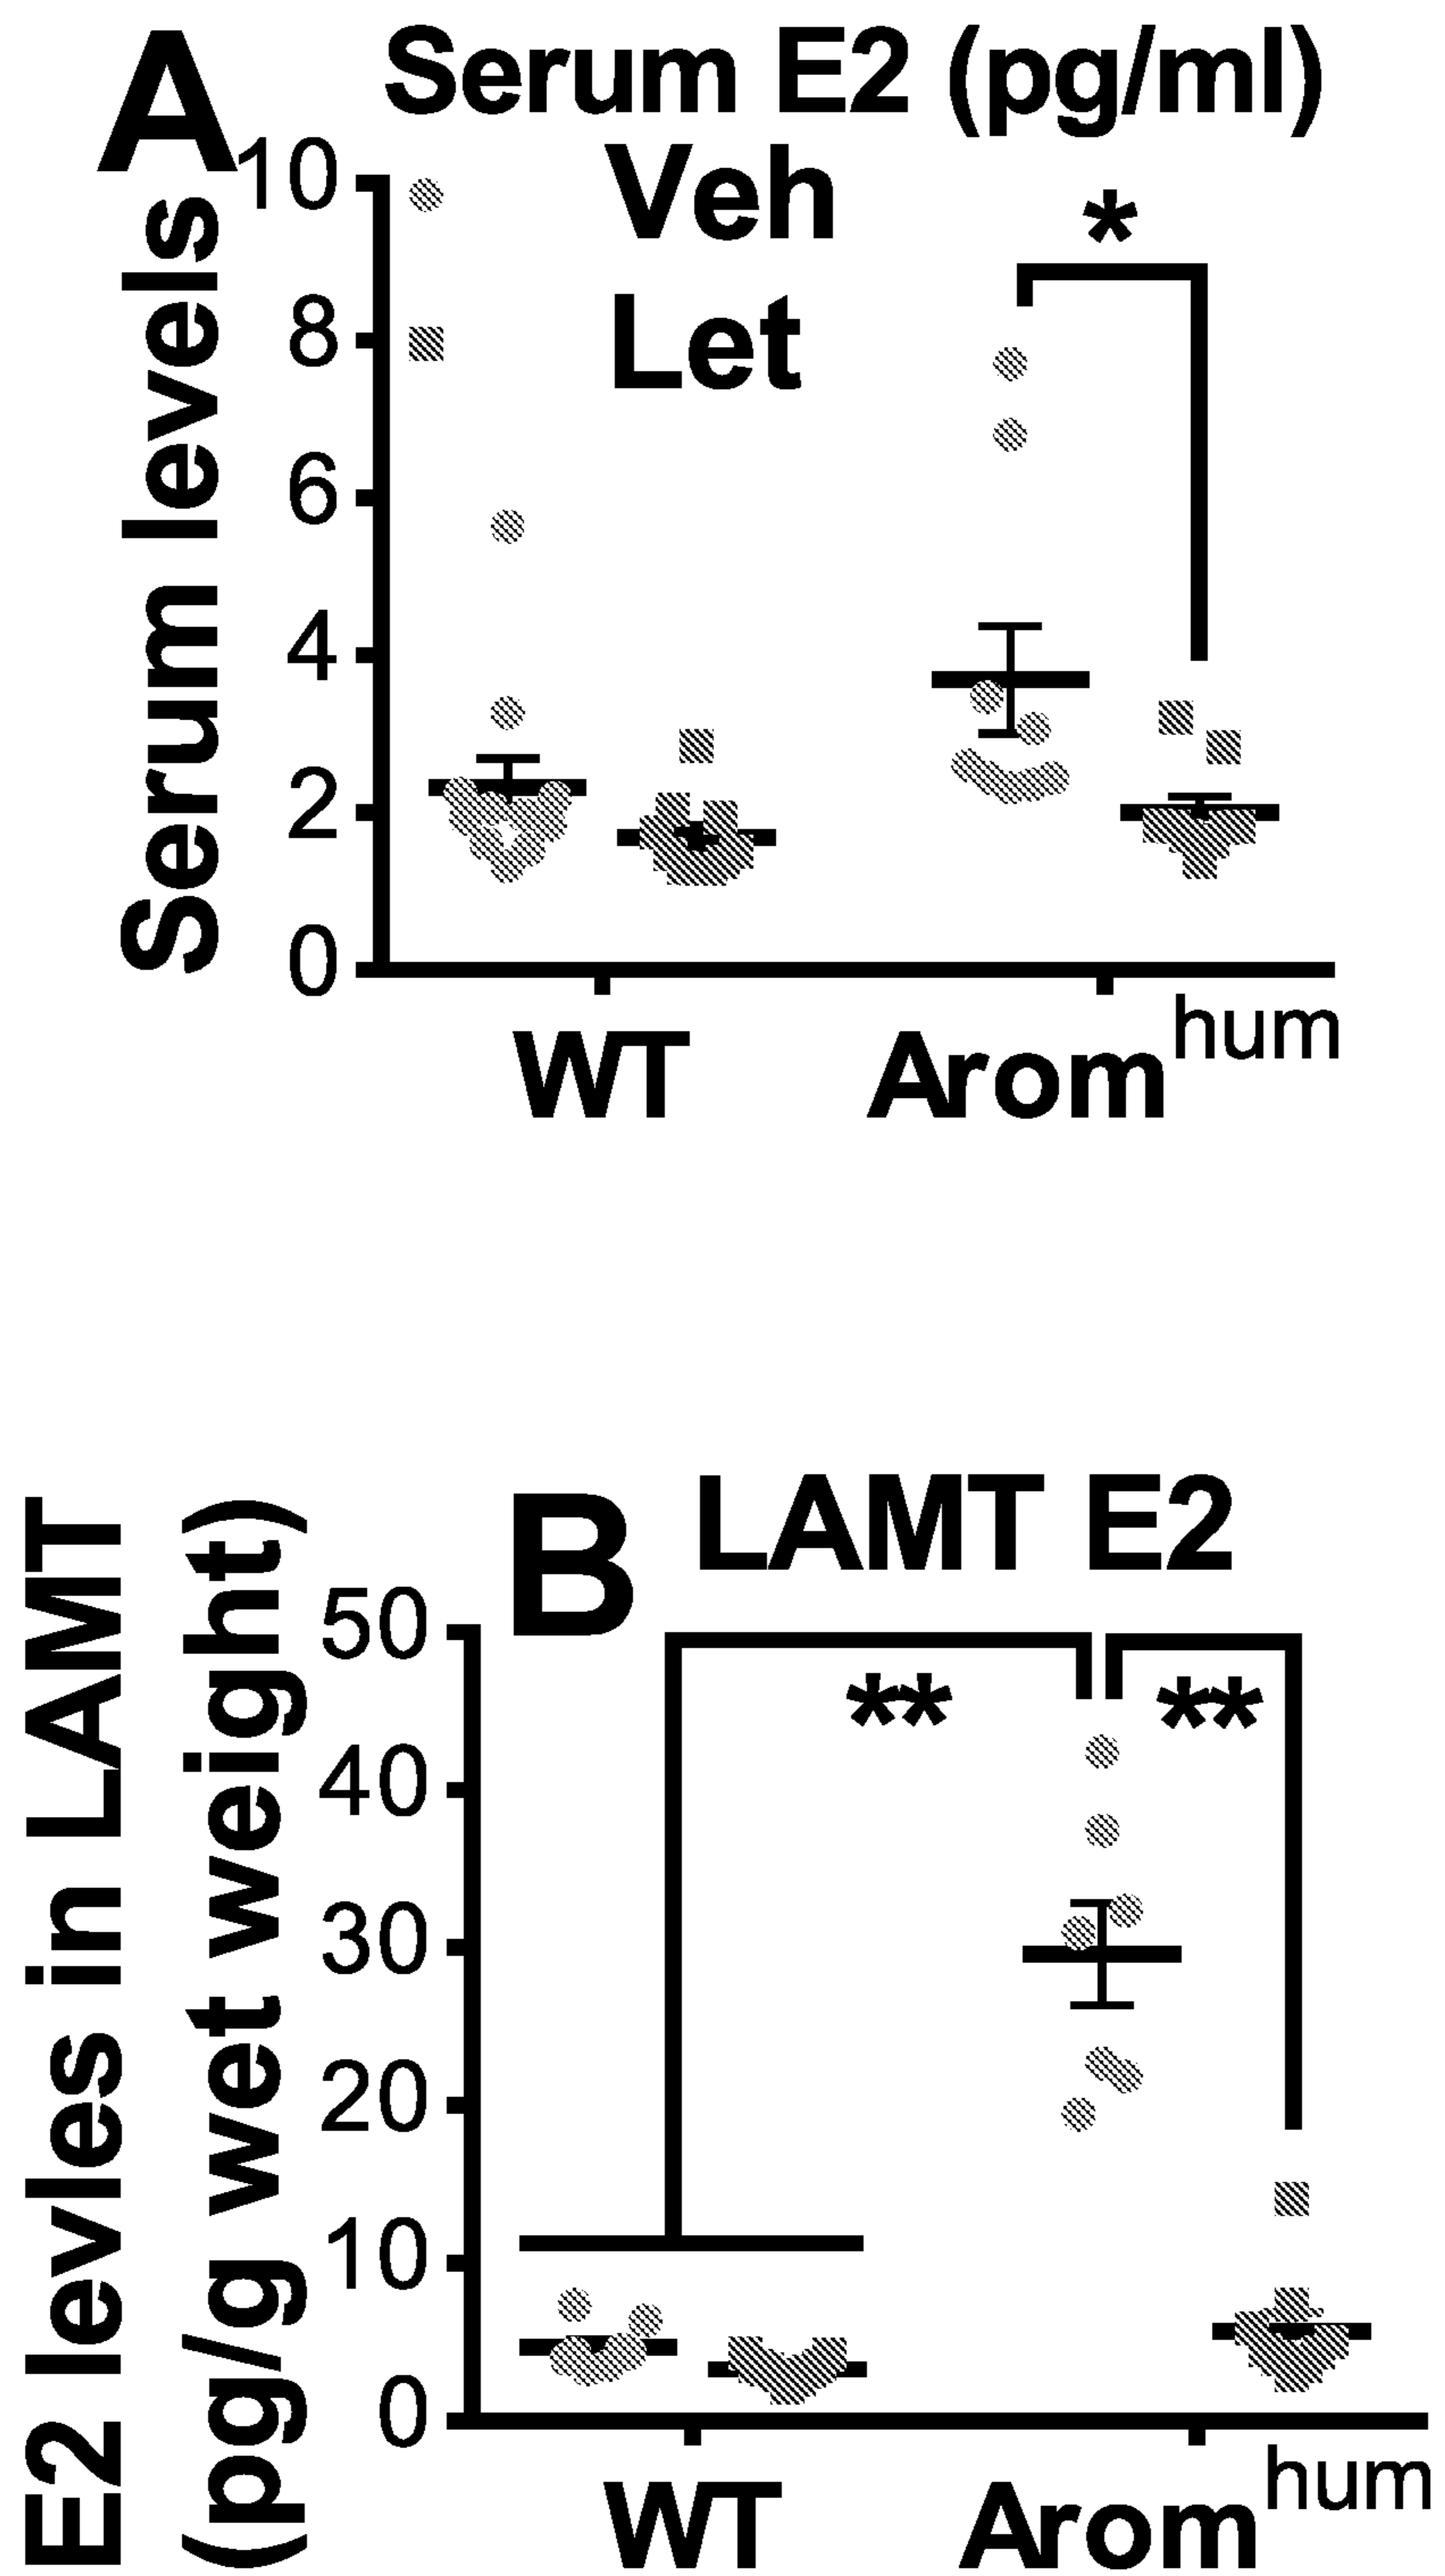 A
Serum E2 (pg/ml)
Serum levels
10
8
6
4
2
0
Veh
Let
*
WT
Arom^hum
B
LAMT E2
E2 levles in LAMT
(pg/g wet weight)
50
40
30
20
10
0
**
**
WT
Arom^hum